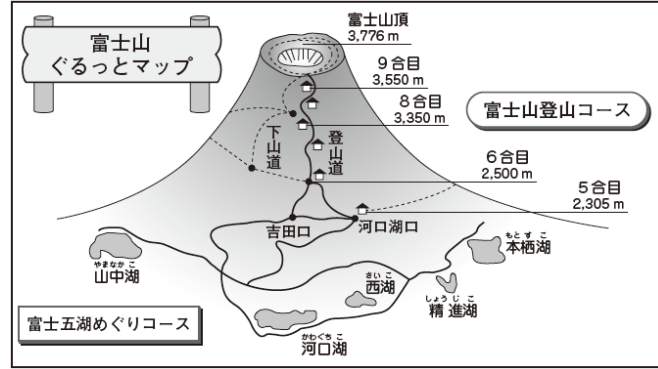 富士山
ぐるっとマップ
富士山頂
3,776 m
9合目
3,550 m
8合目
3,350 m
富士山登山コース
下山道
登山道
6合目
2,500 m
5合目
2,305 m
吉田口
河口湖口
もとすこ
本栖湖
やまなかこ
山中湖
さいこ
西湖
しょうじこ
精進湖
富士五湖めぐりコース
かわぐちこ
河口湖